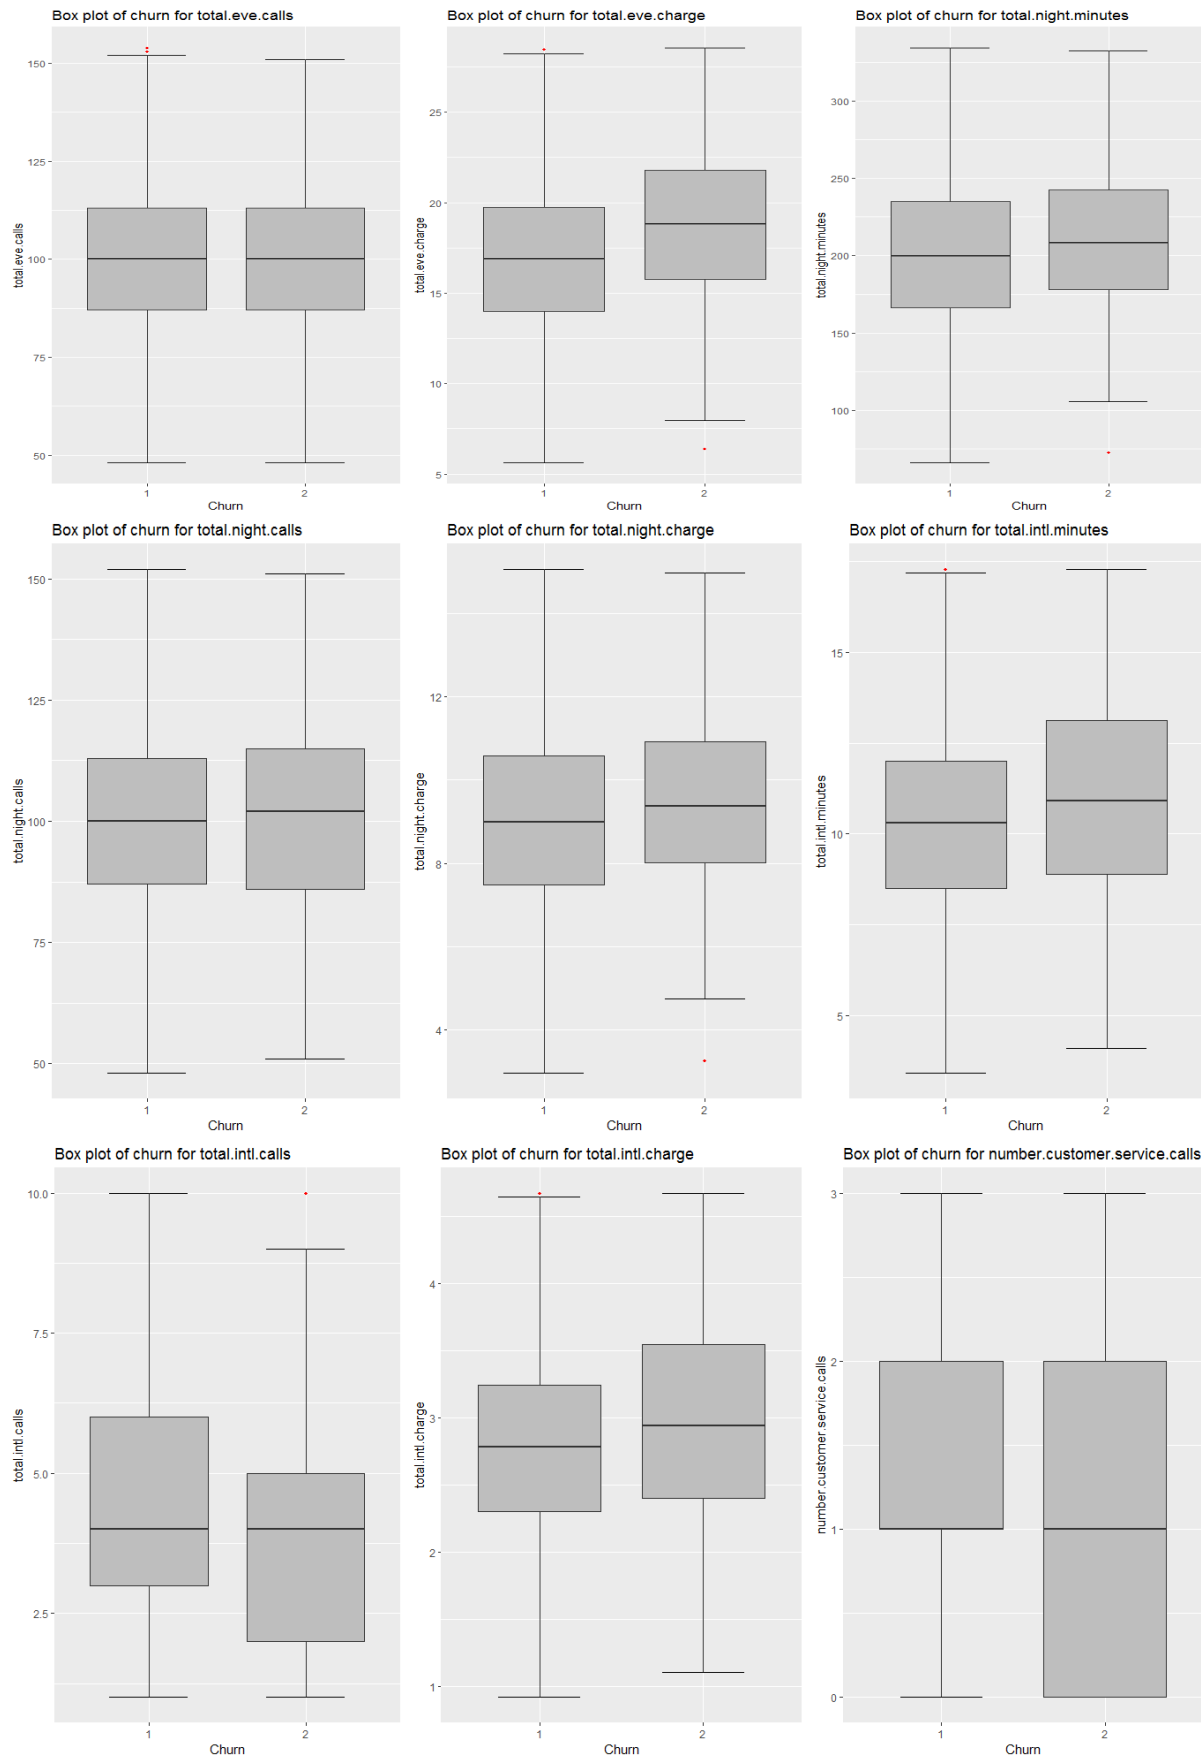 Box plot of churn for total.eve.calls
150
125
100
75
50
total.eve.calls
1
2
Churn
Box plot of churn for total.eve.charge
25
20
15
10
5
total.eve.charge
1
2
Churn
Box plot of churn for total.night.minutes
300
250
200
150
100
total.night.minutes
1
2
Churn
Box plot of churn for total.night.calls
150
125
100
75
50
total.night.calls
1
2
Churn
Box plot of churn for total.night.charge
12
8
4
total.night.charge
1
2
Churn
Box plot of churn for total.intl.minutes
15
10
5
total.intl.minutes
1
2
Churn
Box plot of churn for total.intl.calls
10.0
7.5
5.0
2.5
total.intl.calls
1
2
Churn
Box plot of churn for total.intl.charge
4
3
2
1
total.intl.charge
1
2
Churn
Box plot of churn for number.customer.service.calls
3
2
1
0
number.customer.service.calls
1
2
Churn